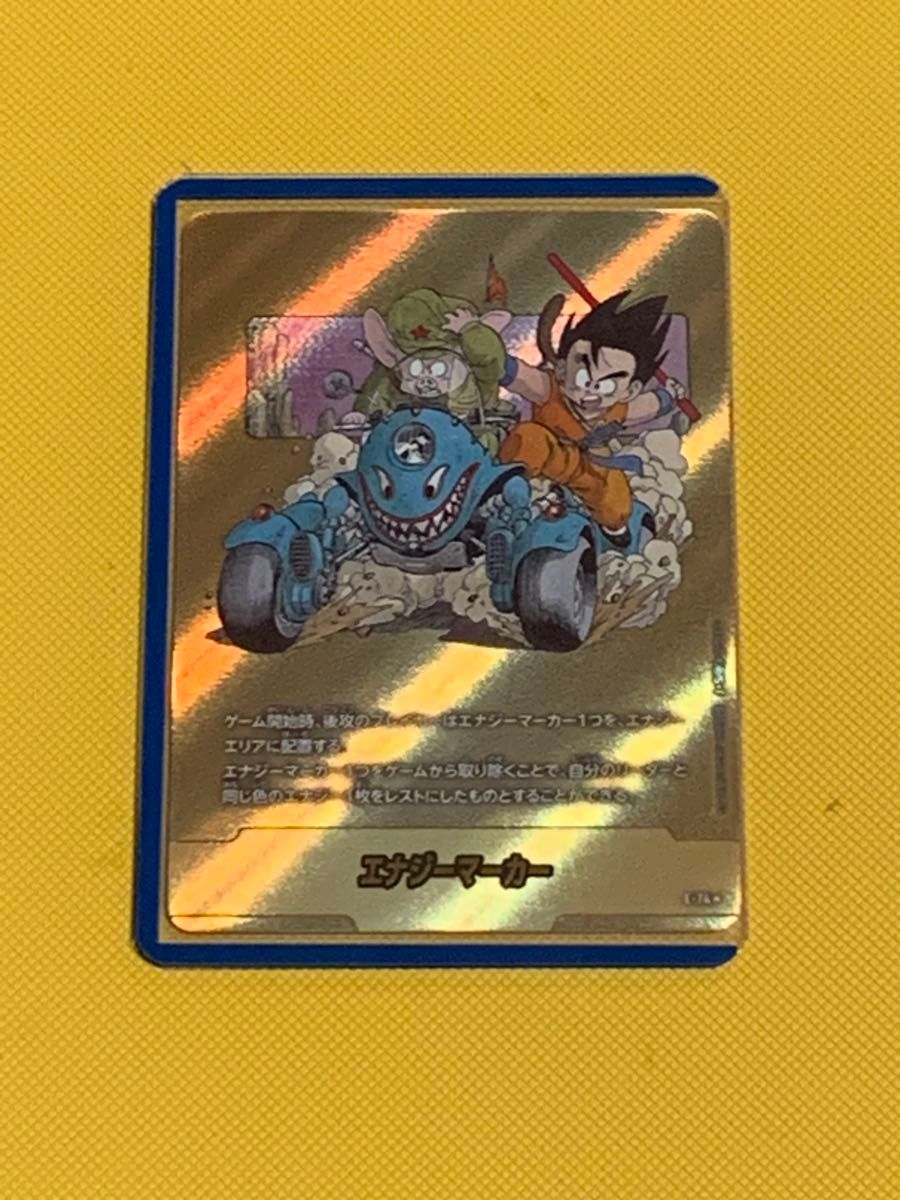 ゲーム開始時、後攻のプレイヤーはエナジーマーカー1つを、エナジー
エリアに配置する。
エナジーマーカー1つをゲームから取り除くことで、自分のリーダーと
同じ色のエナジー1枚をレストにしたものとすることができる。
エナジーマーカー